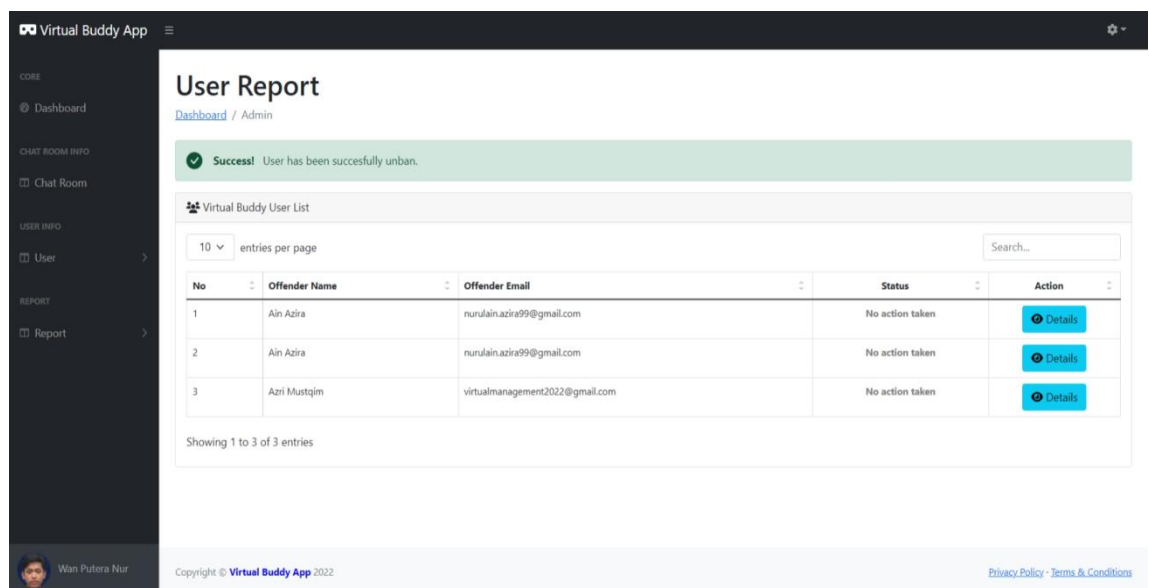 Virtual Buddy App
CORE
Dashboard
CHAT ROOM INFO
Chat Room
USER INFO
User
REPORT
Report
Wan Putera Nur
User Report
Dashboard / Admin
Success! User has been succesfully unban.
Virtual Buddy User List
10 entries per page
Search...
No Offender Name Offender Email Status Action
1 Ain Azira nurulain.azira99@gmail.com No action taken Details
2 Ain Azira nurulain.azira99@gmail.com No action taken Details
3 Azri Mustqim virtualmanagement2022@gmail.com No action taken Details
Showing 1 to 3 of 3 entries
Copyright © Virtual Buddy App 2022
Privacy Policy · Terms & Conditions